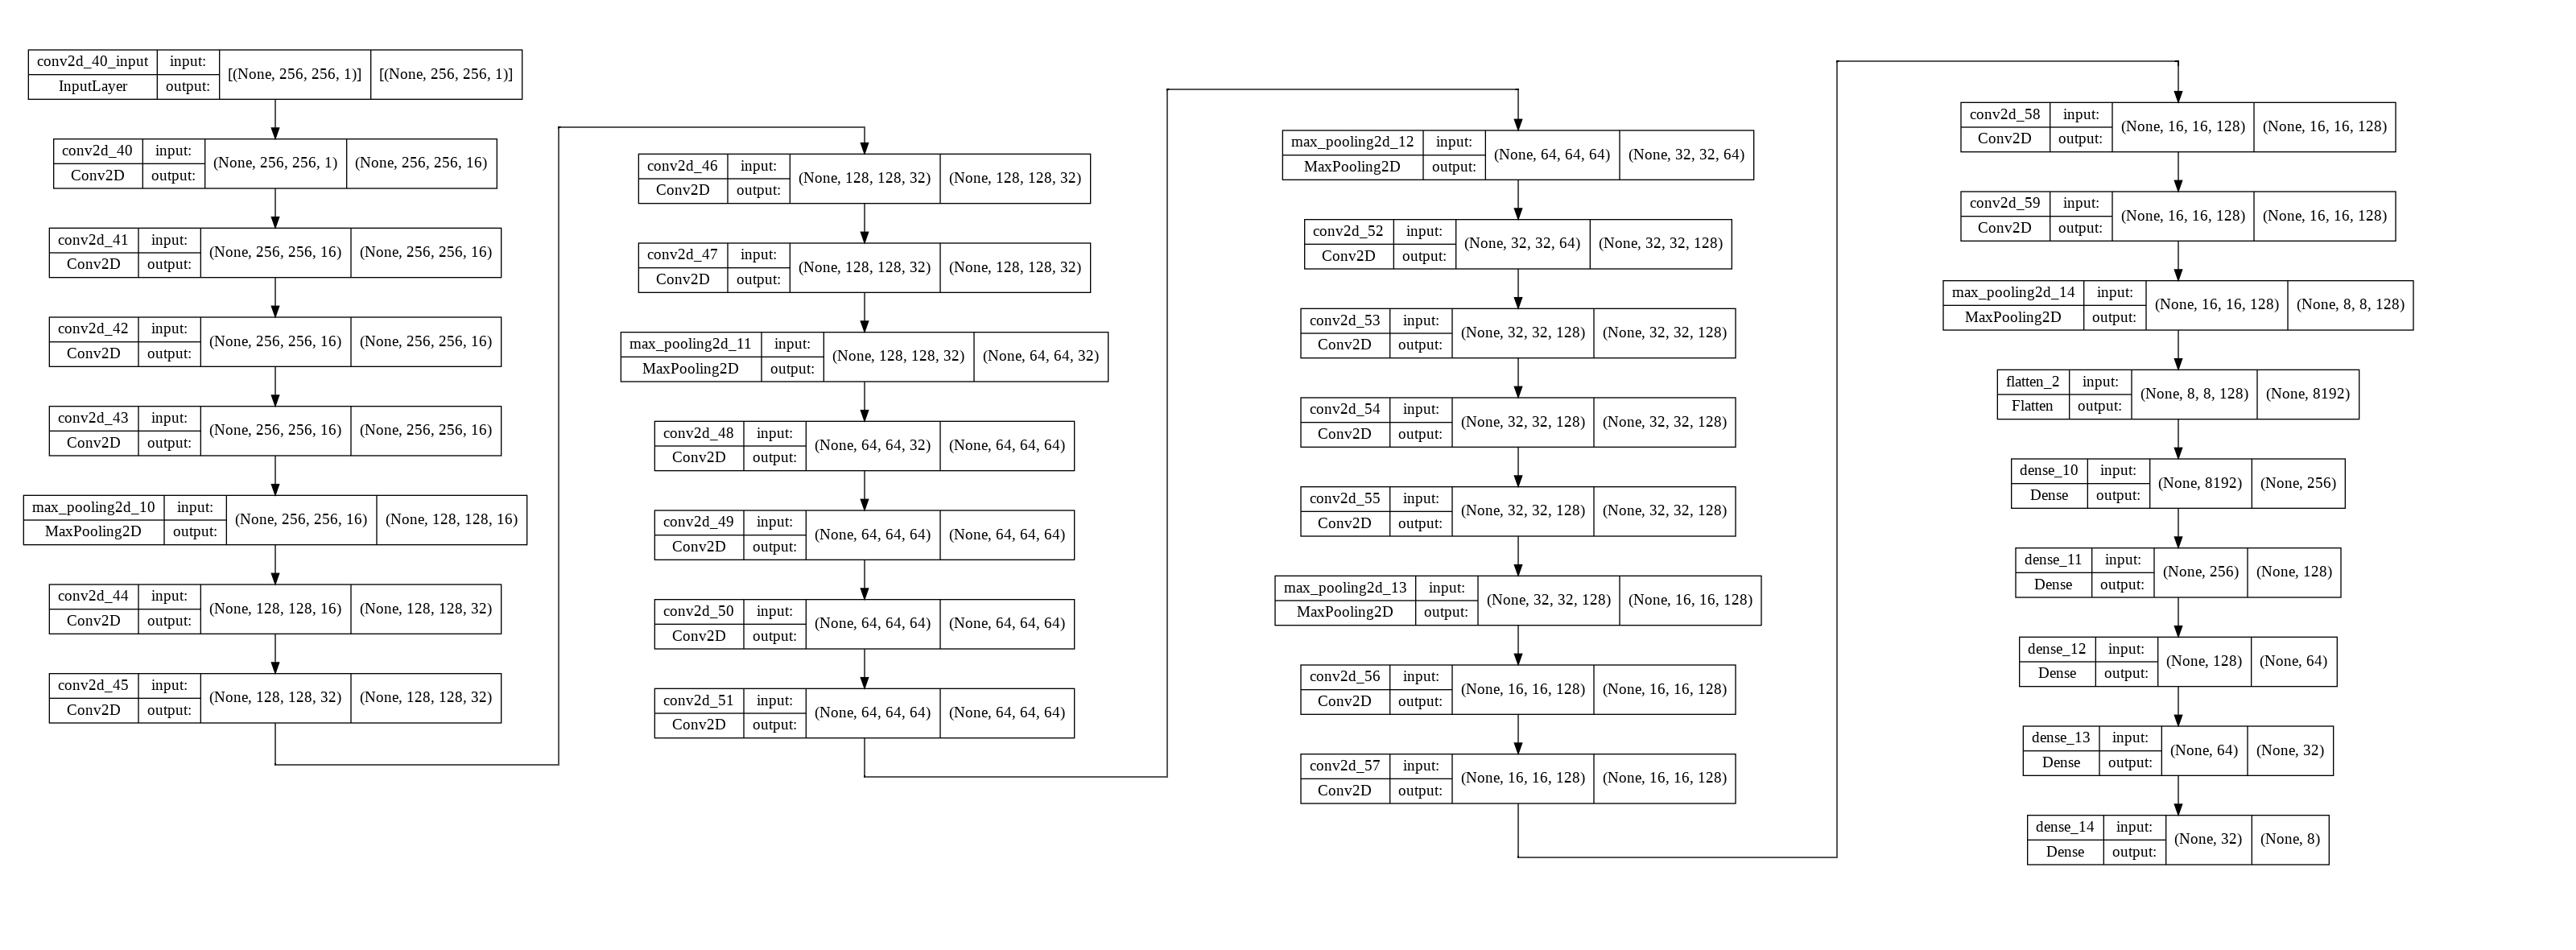 conv2d_40_input input: [(None, 256, 256, 1)] [(None, 256, 256, 1)]
InputLayer output:
conv2d_40 input: (None, 256, 256, 1) (None, 256, 256, 16)
Conv2D output:
conv2d_41 input: (None, 256, 256, 16) (None, 256, 256, 16)
Conv2D output:
conv2d_42 input: (None, 256, 256, 16) (None, 256, 256, 16)
Conv2D output:
conv2d_43 input: (None, 256, 256, 16) (None, 256, 256, 16)
Conv2D output:
max_pooling2d_10 input: (None, 256, 256, 16) (None, 128, 128, 16)
MaxPooling2D output:
conv2d_44 input: (None, 128, 128, 16) (None, 128, 128, 32)
Conv2D output:
conv2d_45 input: (None, 128, 128, 32) (None, 128, 128, 32)
Conv2D output:
conv2d_46 input: (None, 128, 128, 32) (None, 128, 128, 32)
Conv2D output:
conv2d_47 input: (None, 128, 128, 32) (None, 128, 128, 32)
Conv2D output:
max_pooling2d_11 input: (None, 128, 128, 32) (None, 64, 64, 32)
MaxPooling2D output:
conv2d_48 input: (None, 64, 64, 32) (None, 64, 64, 64)
Conv2D output:
conv2d_49 input: (None, 64, 64, 64) (None, 64, 64, 64)
Conv2D output:
conv2d_50 input: (None, 64, 64, 64) (None, 64, 64, 64)
Conv2D output:
conv2d_51 input: (None, 64, 64, 64) (None, 64, 64, 64)
Conv2D output:
max_pooling2d_12 input: (None, 64, 64, 64) (None, 32, 32, 64)
MaxPooling2D output:
conv2d_52 input: (None, 32, 32, 64) (None, 32, 32, 128)
Conv2D output:
conv2d_53 input: (None, 32, 32, 128) (None, 32, 32, 128)
Conv2D output:
conv2d_54 input: (None, 32, 32, 128) (None, 32, 32, 128)
Conv2D output:
conv2d_55 input: (None, 32, 32, 128) (None, 32, 32, 128)
Conv2D output:
max_pooling2d_13 input: (None, 32, 32, 128) (None, 16, 16, 128)
MaxPooling2D output:
conv2d_56 input: (None, 16, 16, 128) (None, 16, 16, 128)
Conv2D output:
conv2d_57 input: (None, 16, 16, 128) (None, 16, 16, 128)
Conv2D output:
conv2d_58 input: (None, 16, 16, 128) (None, 16, 16, 128)
Conv2D output:
conv2d_59 input: (None, 16, 16, 128) (None, 16, 16, 128)
Conv2D output:
max_pooling2d_14 input: (None, 16, 16, 128) (None, 8, 8, 128)
MaxPooling2D output:
flatten_2 input: (None, 8, 8, 128) (None, 8192)
Flatten output:
dense_10 input: (None, 8192) (None, 256)
Dense output:
dense_11 input: (None, 256) (None, 128)
Dense output:
dense_12 input: (None, 128) (None, 64)
Dense output:
dense_13 input: (None, 64) (None, 32)
Dense output:
dense_14 input: (None, 32) (None, 8)
Dense output: